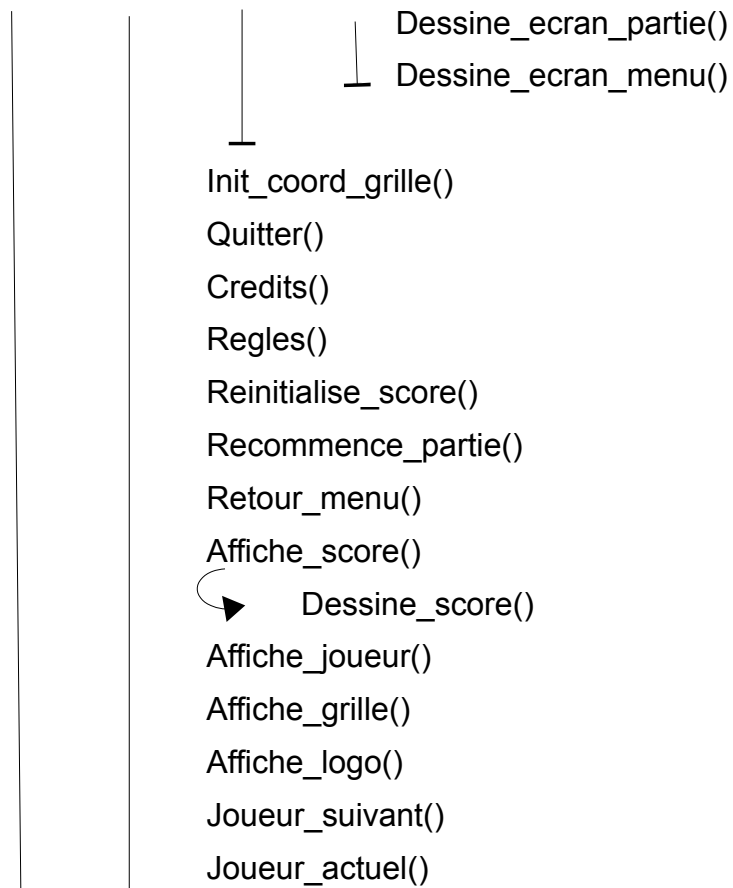 Dessine_ecran_partie()
Dessine_ecran_menu()
Init_coord_grille()
Quitter()
Credits()
Regles()
Reinitialise_score()
Recommence_partie()
Retour_menu()
Affiche_score()
Dessine_score()
Affiche_joueur()
Affiche_grille()
Affiche_logo()
Joueur_suivant()
Joueur_actuel()